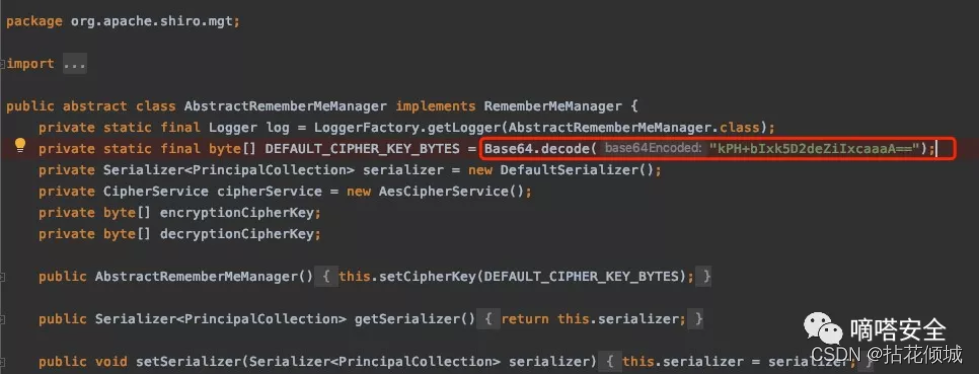 package org.apache.shiro.mgt;
import ...
public abstract class AbstractRememberMeManager implements RememberMeManager {
private static final Logger log = LoggerFactory.getLogger(AbstractRememberMeManager.class);
private static final byte[] DEFAULT_CIPHER_KEY_BYTES = Base64.decode( base64Encoded: "kPH+bIxk5D2deZiIxcaaaA==");
private Serializer<PrincipalCollection> serializer = new DefaultSerializer();
private CipherService cipherService = new AesCipherService();
private byte[] encryptionCipherKey;
private byte[] decryptionCipherKey;
public AbstractRememberMeManager() { this.setCipherKey(DEFAULT_CIPHER_KEY_BYTES); }
public Serializer<PrincipalCollection> getSerializer() { return this.serializer; }
public void setSerializer(Serializer<PrincipalCollection> serializer) { this.serializer = serializer; }
嘀嗒安全
CSDN @拈花倾城